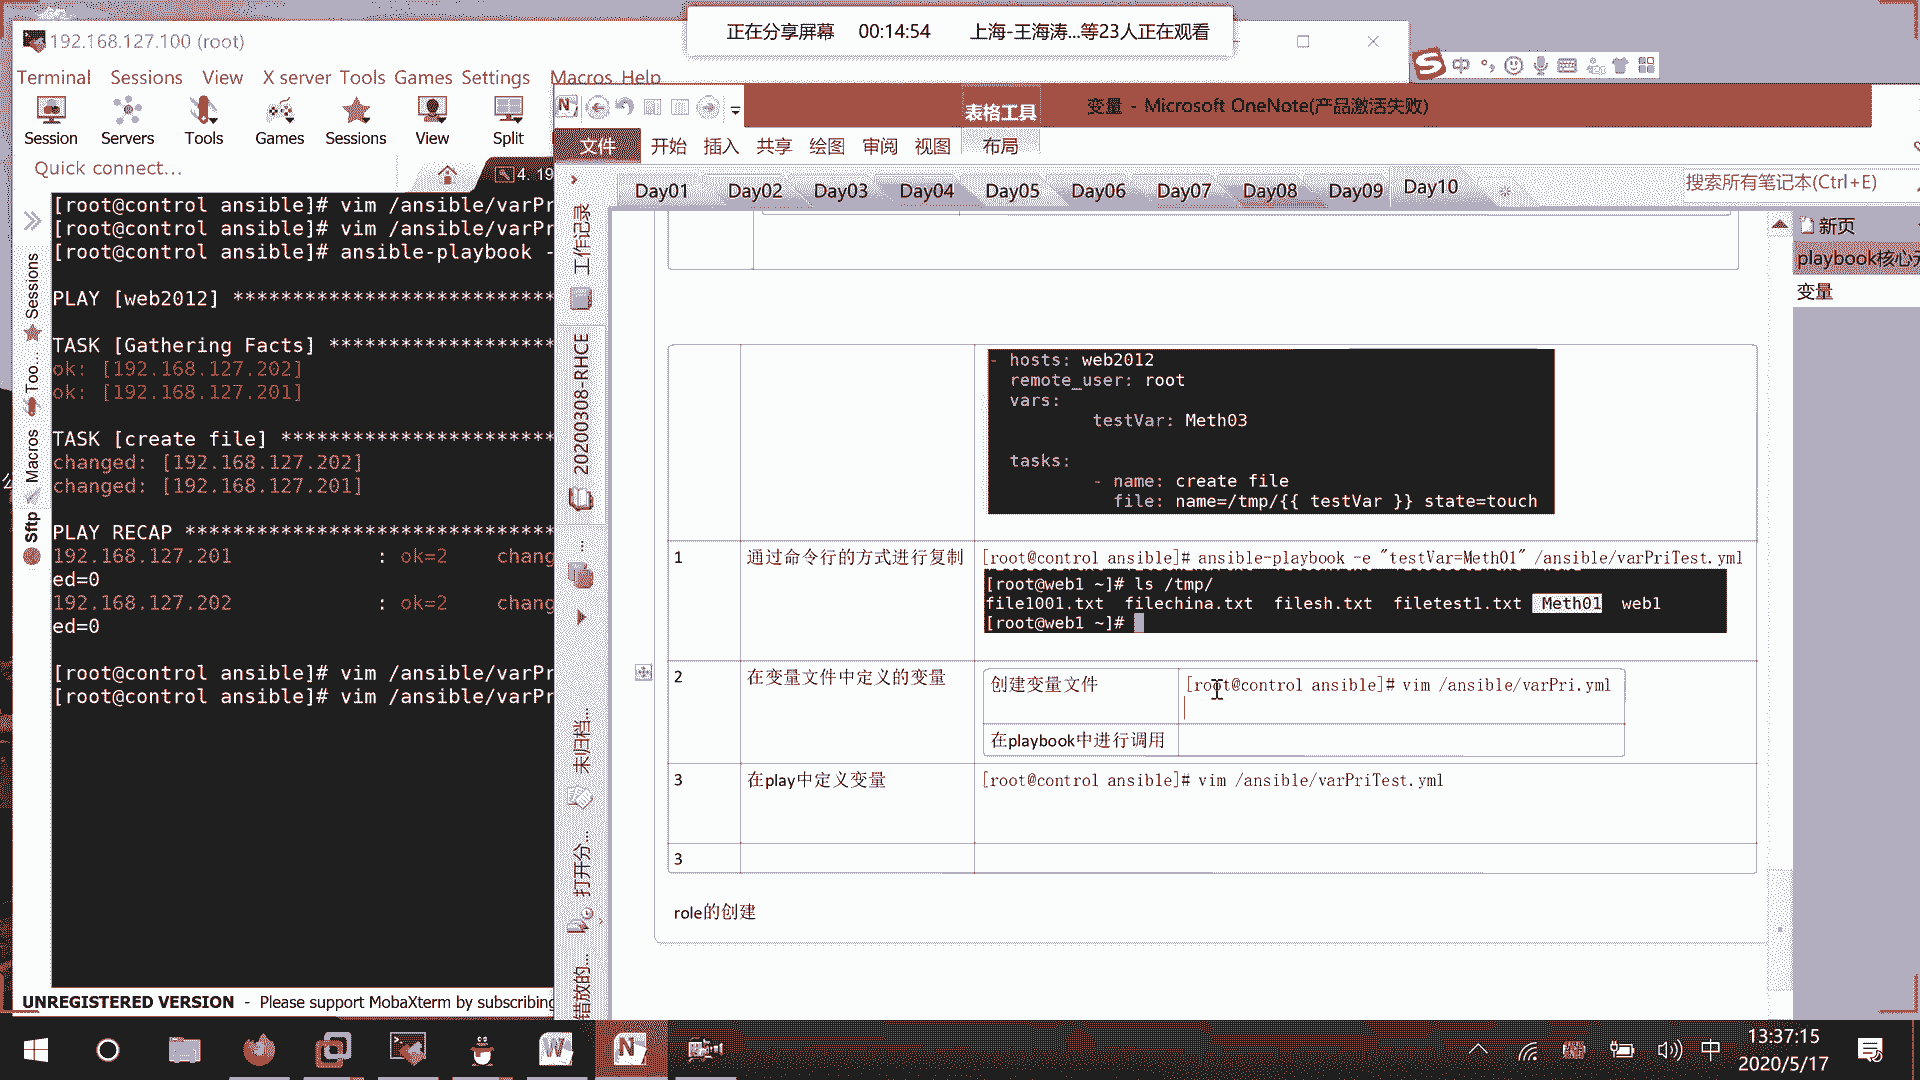 正在分享屏幕 00:14:54 上海-王海涛...等23人正在观看
192.168.127.100 (root)
Terminal Sessions View X server Tools Games Settings Macros Help
Session Servers Tools Games Sessions View Split
Quick connect...
4. 19
[root@control ansible]# vim /ansible/varPr
[root@control ansible]# vim /ansible/varPr
[root@control ansible]# ansible-playbook -
PLAY [web2012] ***************************
TASK [Gathering Facts] *******************
ok: [192.168.127.202]
ok: [192.168.127.201]
TASK [create file] ***********************
changed: [192.168.127.202]
changed: [192.168.127.201]
PLAY RECAP *******************************
192.168.127.201 : ok=2 chang
ed=0
192.168.127.202 : ok=2 chang
ed=0
[root@control ansible]# vim /ansible/varPr
[root@control ansible]# vim /ansible/varPr
Sessions
Too...
Macros
Sftp
UNREGISTERED VERSION - Please support MobaXterm by subscribing
表格工具
变量 - Microsoft OneNote(产品激活失败)
文件 开始 插入 共享 绘图 审阅 视图 布局
Day01 Day02 Day03 Day04 Day05 Day06 Day07 Day08 Day09 Day10
搜索所有笔记本(Ctrl+E)
工作记录
20200308-RHCE
未归档...
打开分...
错放的...
新页
playbook核心元
变量
- hosts: web2012
remote_user: root
vars:
testVar: Meth03
tasks:
- name: create file
file: name=/tmp/{{ testVar }} state=touch
1 通过命令行的方式进行复制 [root@control ansible]# ansible-playbook -e "testVar=Meth01" /ansible/varPriTest.yml
[root@web1 ~]# ls /tmp/
file1001.txt filechina.txt filesh.txt filetest1.txt Meth01 web1
[root@web1 ~]#
2 在变量文件中定义的变量 创建变量文件 [root@control ansible]# vim /ansible/varPri.yml
在playbook中进行调用
3 在play中定义变量 [root@control ansible]# vim /ansible/varPriTest.yml
3
role的创建
中
13:37:15
2020/5/17